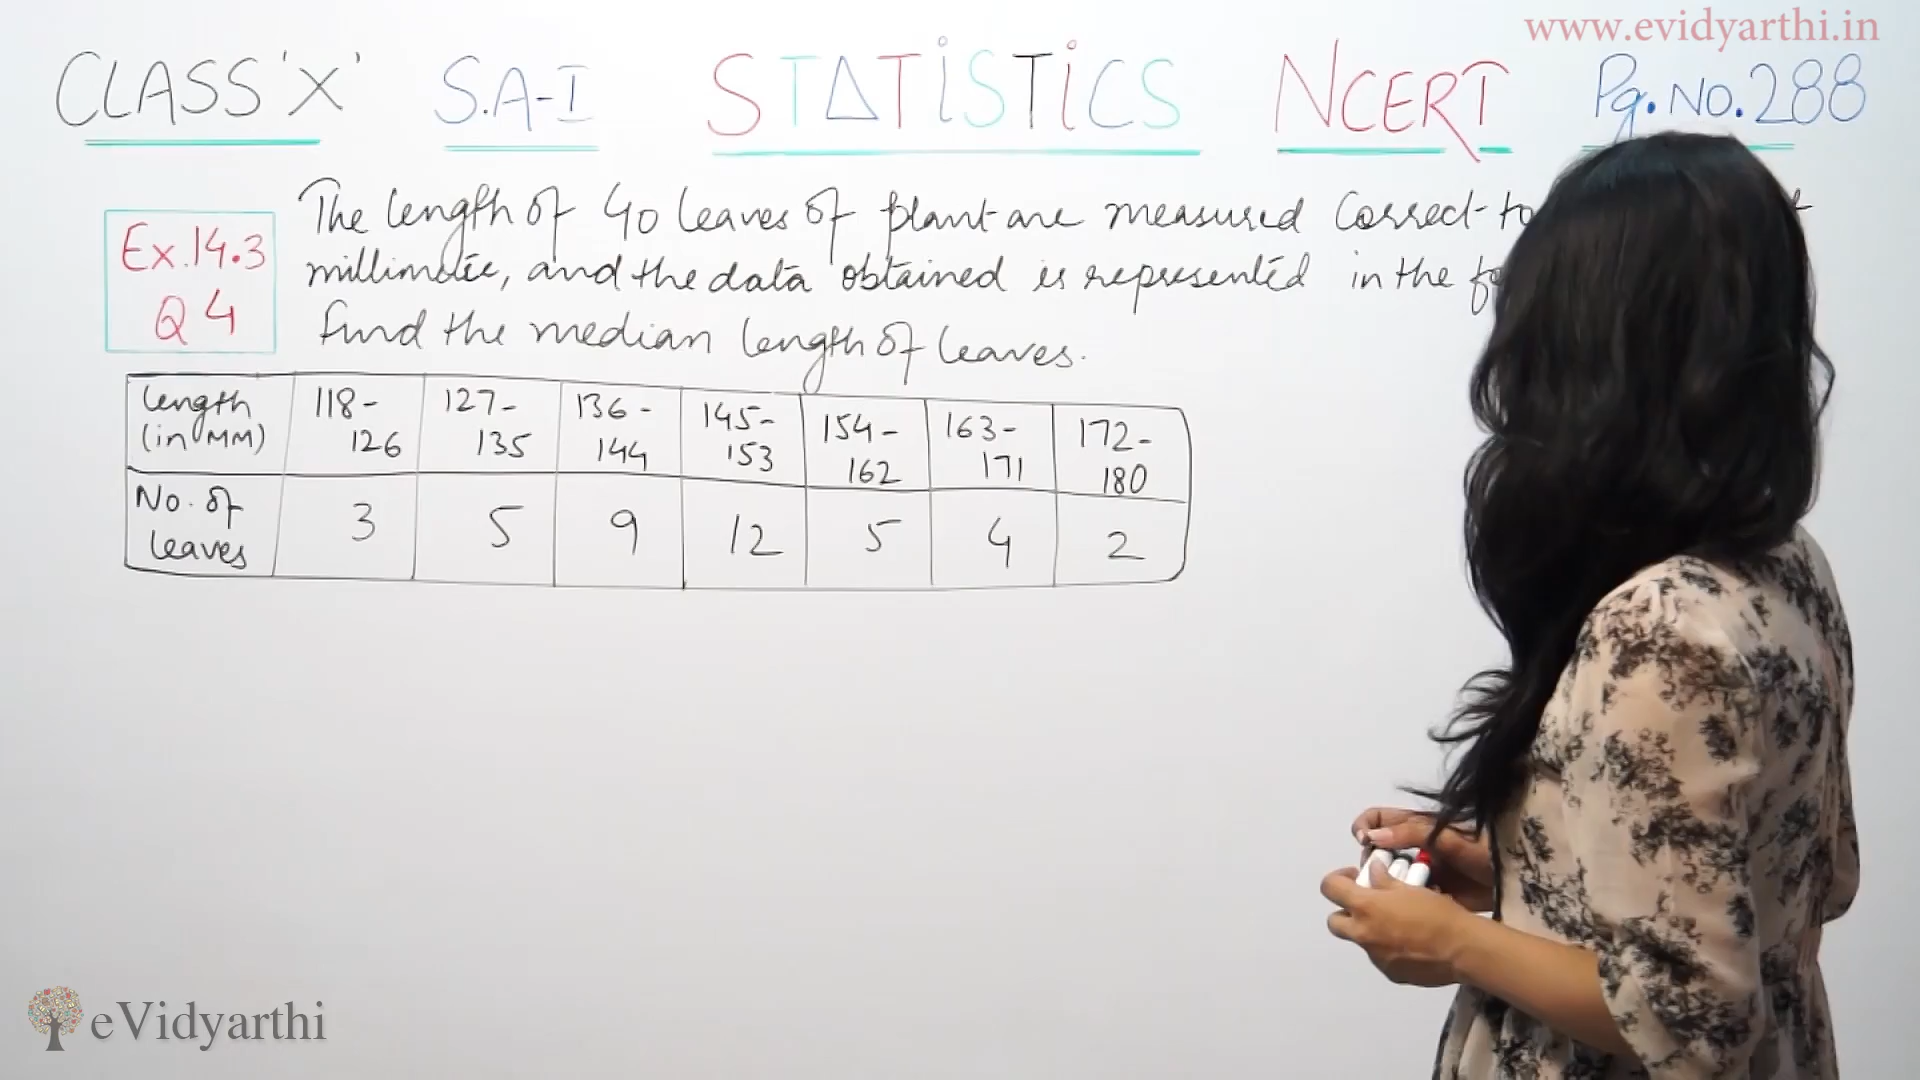 www.evidyarthi.in
CLASS 'X' S.A-I STATiSTiCS NCERT Pg.No.288
Ex.14.3
Q 4
The length of 40 leaves of plant are measured Correct to
millimetre, and the data obtained is represented in the
find the median length of leaves.
length (in MM) 118-126 127-135 136-144 145-153 154-162 163-171 172-180
No. of leaves 3 5 9 12 5 4 2
eVidyarthi